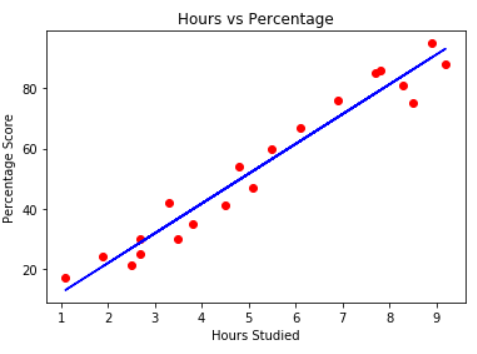 Hours vs Percentage
80
60
40
20
Percentage Score
1 2 3 4 5 6 7 8 9
Hours Studied